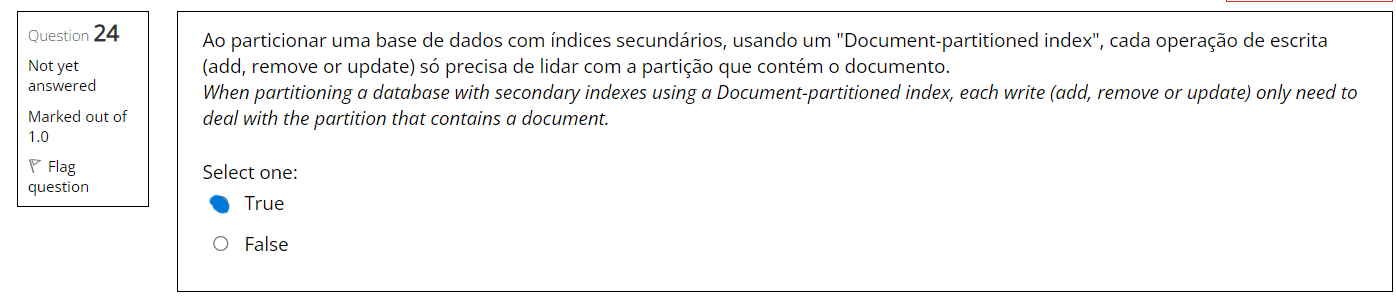 Question 24
Not yet
answered
Marked out of
1.0
Flag
question
Ao particionar uma base de dados com índices secundários, usando um "Document-partitioned index", cada operação de escrita
(add, remove or update) só precisa de lidar com a partição que contém o documento.
When partitioning a database with secondary indexes using a Document-partitioned index, each write (add, remove or update) only need to
deal with the partition that contains a document.
Select one:
True
False